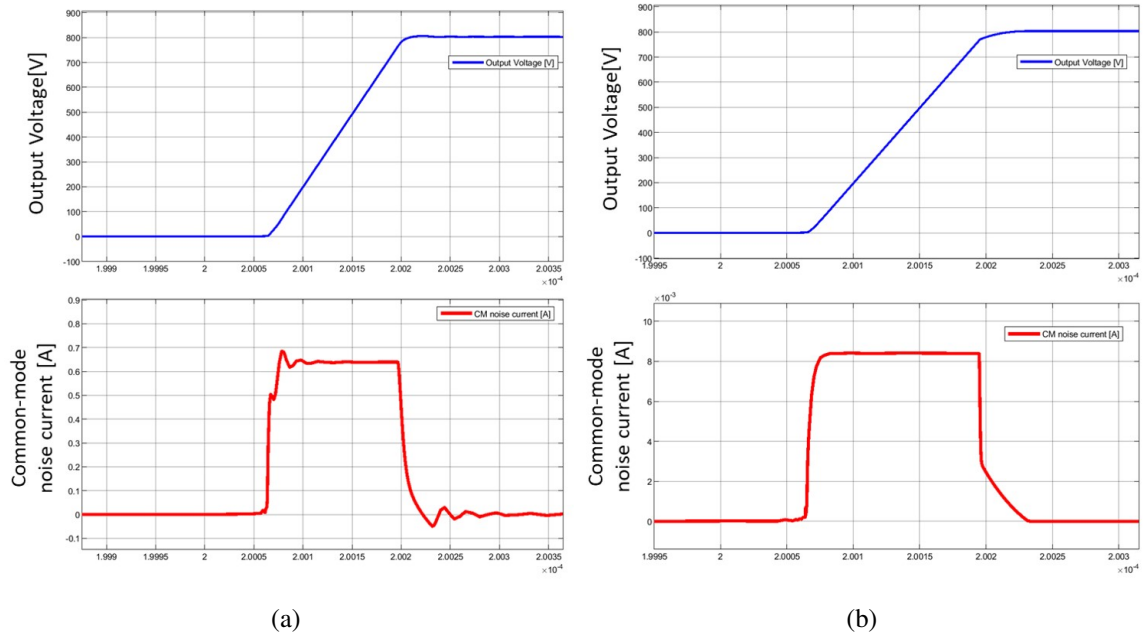 Output Voltage[V]
900
800
700
600
500
400
300
200
100
0
-100
Output Voltage [V]
1.999 1.9995 2 2.0005 2.001 2.0015 2.002 2.0025 2.003 2.0035
×10⁻⁴
Common-mode
noise current [A]
0.9
0.8
0.7
0.6
0.5
0.4
0.3
0.2
0.1
0
-0.1
CM noise current [A]
1.999 1.9995 2 2.0005 2.001 2.0015 2.002 2.0025 2.003 2.0035
×10⁻⁴
(a)
Output Voltage[V]
900
800
700
600
500
400
300
200
100
0
-100
Output Voltage [V]
1.9995 2 2.0005 2.001 2.0015 2.002 2.0025 2.003
×10⁻⁴
Common-mode
noise current [A]
×10⁻³
10
8
6
4
2
0
CM noise current [A]
1.9995 2 2.0005 2.001 2.0015 2.002 2.0025 2.003
×10⁻⁴
(b)